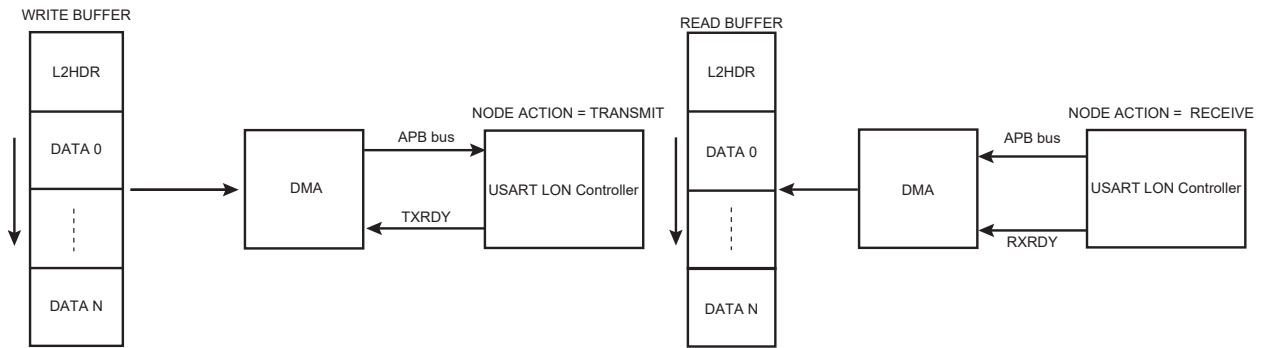 WRITE BUFFER
L2HDR
DATA 0
DATA N
DMA
APB bus
TXRDY
NODE ACTION = TRANSMIT
USART LON Controller
READ BUFFER
L2HDR
DATA 0
DATA N
DMA
APB bus
RXRDY
NODE ACTION = RECEIVE
USART LON Controller